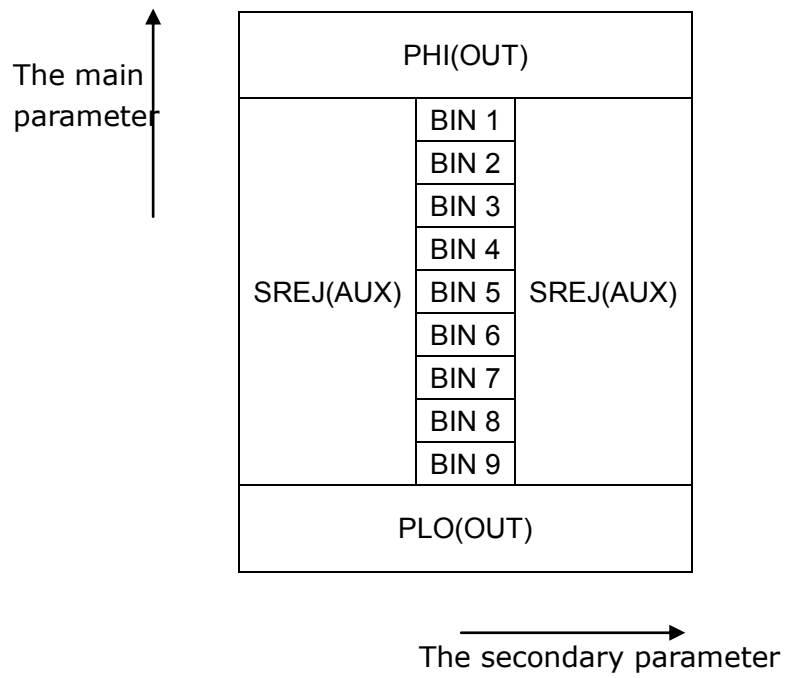 PHI(OUT)
The main
parameter
BIN 1
BIN 2
BIN 3
BIN 4
SREJ(AUX) BIN 5 SREJ(AUX)
BIN 6
BIN 7
BIN 8
BIN 9
PLO(OUT)
The secondary parameter